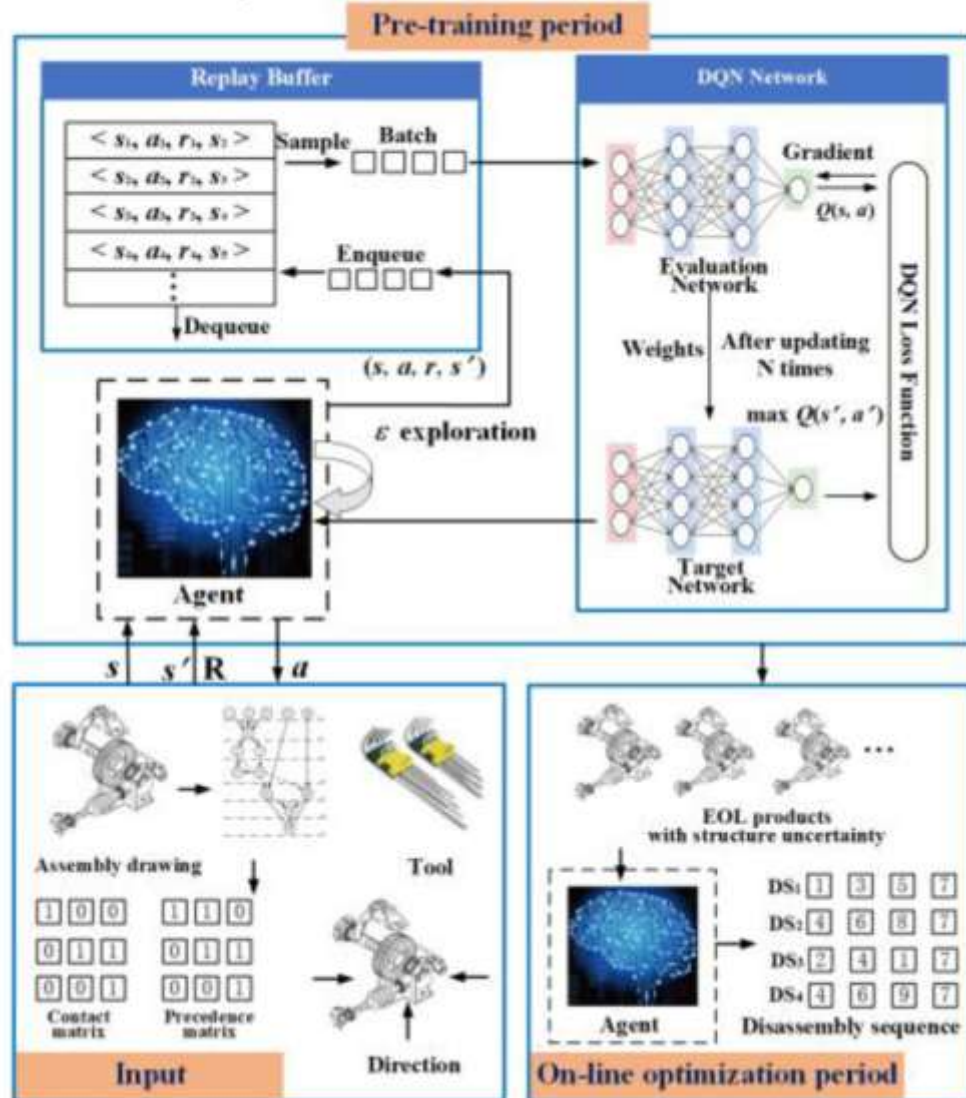 Pre-training period
Replay Buffer
< s₁, a₁, r₁, s₂ >
< s₂, a₂, r₂, s₃ >
< s₃, a₃, r₃, s₄ >
< s₄, a₄, r₄, s₅ >
Sample
Batch
Enqueue
Dequeue
DQN Network
Gradient
Q(s, a)
Evaluation
Network
Weights
After updating
N times
max Q(s′, a′)
Target
Network
DQN Loss Function
(s, a, r, s′)
ε exploration
Agent
s
s′ R
a
Assembly drawing
Tool
1 0 0
0 1 1
0 0 1
Contact
matrix
1 1 0
0 1 1
0 0 1
Precedence
matrix
Direction
Input
EOL products
with structure uncertainty
Agent
DS₁ 1 3 5 7
DS₂ 4 6 8 7
DS₃ 2 4 1 7
DS₄ 4 6 9 7
Disassembly sequence
On-line optimization period